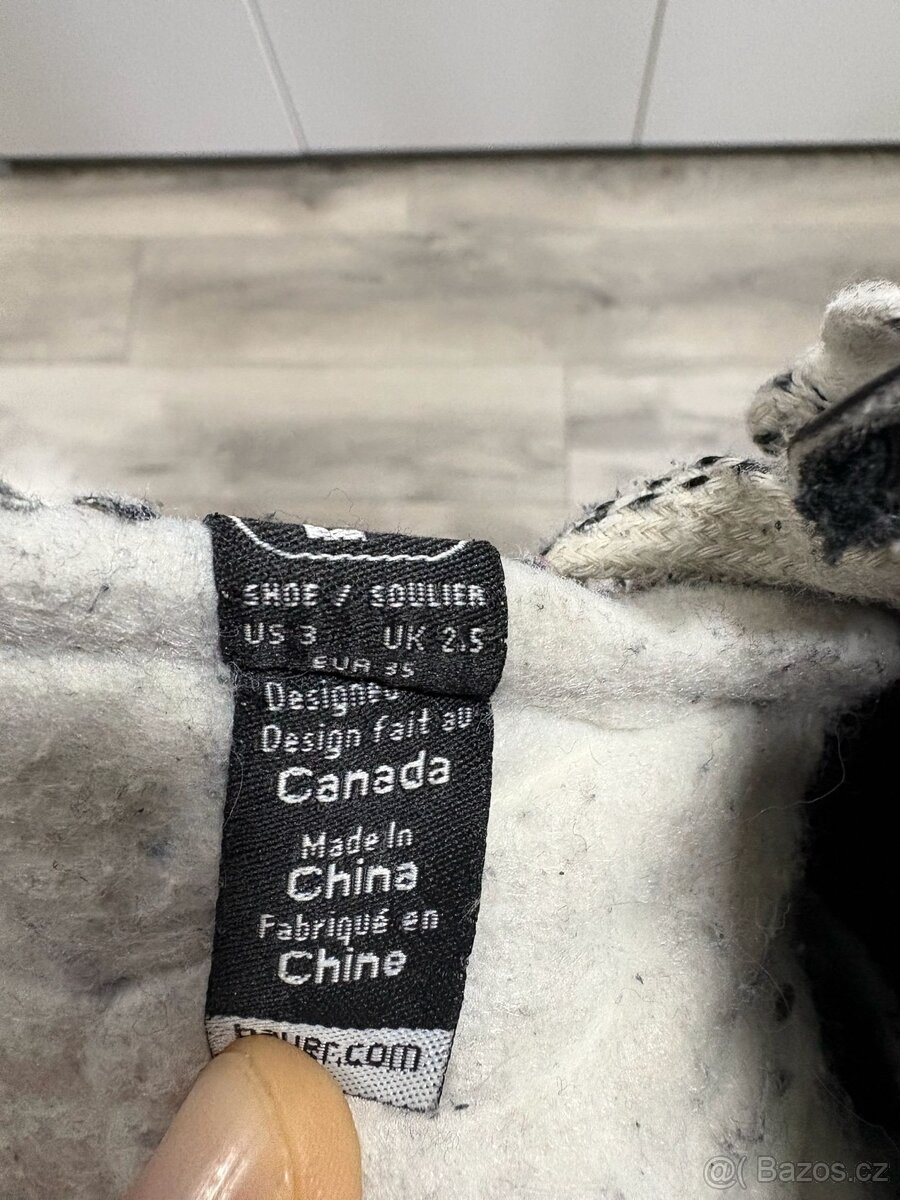 SHOE / SOULIER
US 3 UK 2.5
EUR 35
Designed
Design fait au
Canada
Made In
China
Fabriqué en
Chine
bauer.com
@( Bazos.cz